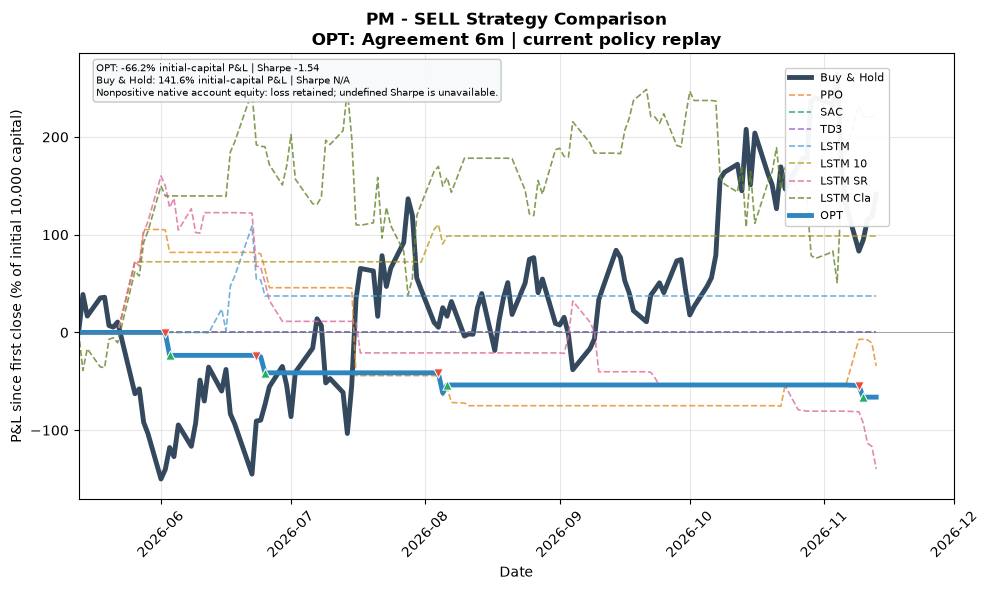 PM - SELL Strategy Comparison
OPT: Agreement 6m | current policy replay
OPT: -66.2% initial-capital P&L | Sharpe -1.54
Buy & Hold: 141.6% initial-capital P&L | Sharpe N/A
Nonpositive native account equity: loss retained; undefined Sharpe is unavailable.
Buy & Hold
PPO
SAC
TD3
LSTM
LSTM 10
LSTM SR
LSTM Cla
OPT
P&L since first close (% of initial 10,000 capital)
200
100
0
−100
2026-06
2026-07
2026-08
2026-09
2026-10
2026-11
2026-12
Date